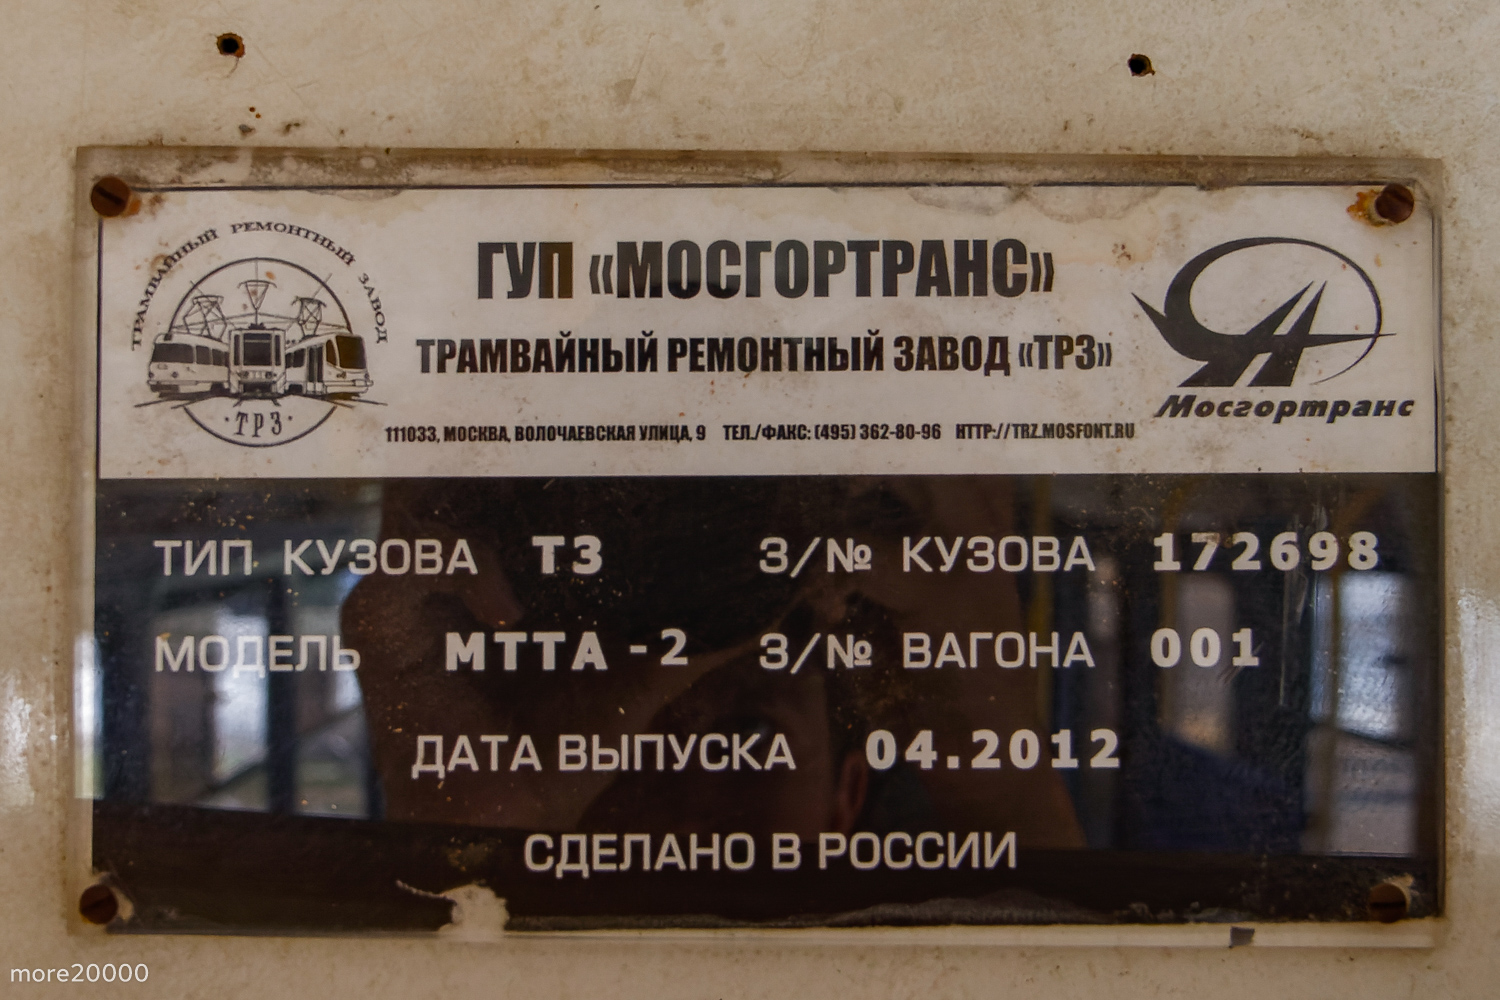 ТРАМВАЙНЫЙ РЕМОНТНЫЙ ЗАВОД
·ТРЗ·
ГУП «МОСГОРТРАНС»
ТРАМВАЙНЫЙ РЕМОНТНЫЙ ЗАВОД «ТРЗ»
111033, МОСКВА, ВОЛОЧАЕВСКАЯ УЛИЦА, 9 ТЕЛ./ФАКС: (495) 362-80-96 HTTP://TRZ.MOSFONT.RU
Мосгортранс
ТИП КУЗОВА Т3 З/№ КУЗОВА 172698
МОДЕЛЬ МТТА-2 З/№ ВАГОНА 001
ДАТА ВЫПУСКА 04.2012
СДЕЛАНО В РОССИИ
more20000